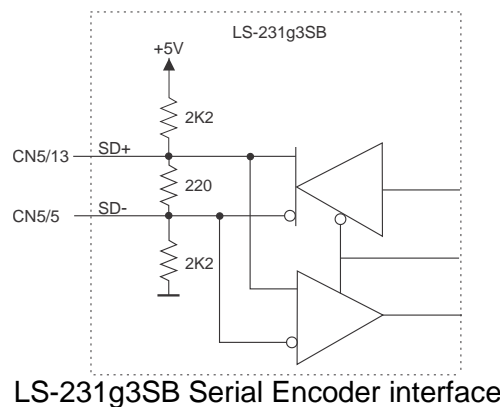 LS-231g3SB
+5V
2K2
CN5/13 SD+
220
CN5/5 SD-
2K2
LS-231g3SB Serial Encoder interface